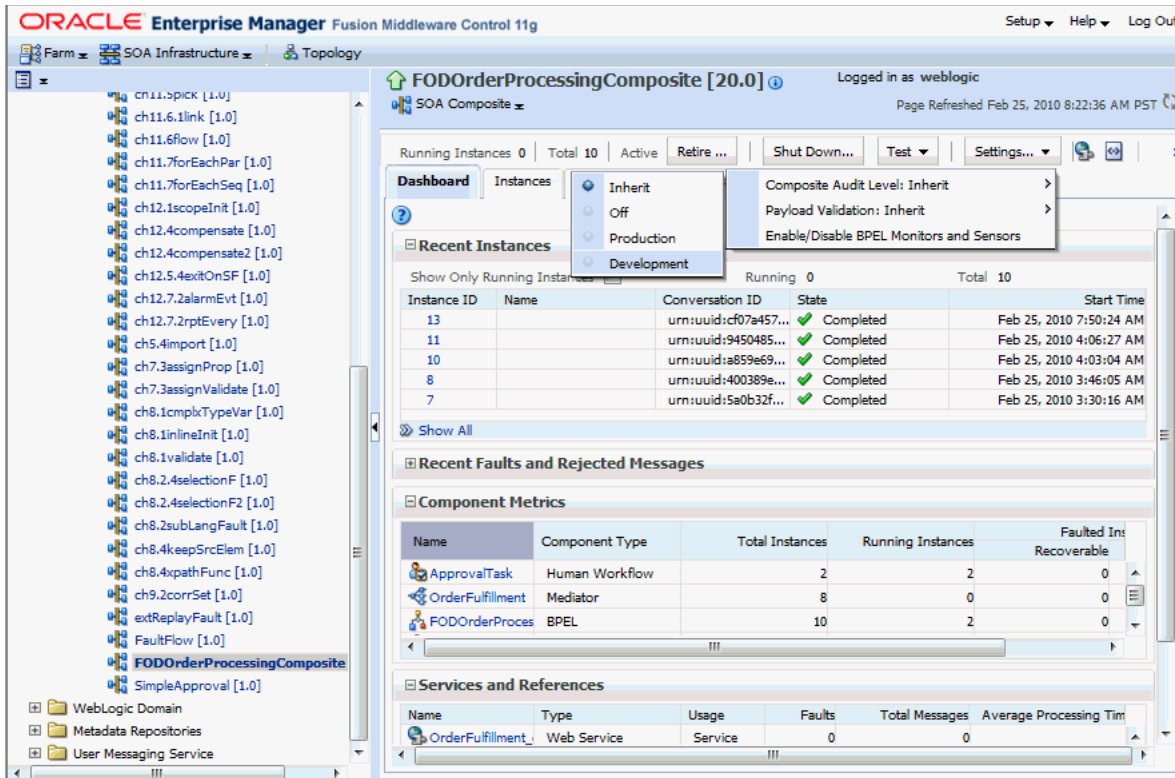 ORACLE Enterprise Manager Fusion Middleware Control 11g
Setup Help Log Out
Farm SOA Infrastructure Topology
ch11.5pick [1.0]
ch11.6.1link [1.0]
ch11.6flow [1.0]
ch11.7forEachPar [1.0]
ch11.7forEachSeq [1.0]
ch12.1scopeInit [1.0]
ch12.4compensate [1.0]
ch12.4compensate2 [1.0]
ch12.5.4exitOnSF [1.0]
ch12.7.2alarmEvt [1.0]
ch12.7.2rptEvery [1.0]
ch5.4import [1.0]
ch7.3assignProp [1.0]
ch7.3assignValidate [1.0]
ch8.1cmplxTypeVar [1.0]
ch8.1inlineInit [1.0]
ch8.1validate [1.0]
ch8.2.4selectionF [1.0]
ch8.2.4selectionF2 [1.0]
ch8.2subLangFault [1.0]
ch8.4keepSrcElem [1.0]
ch8.4xpathFunc [1.0]
ch9.2corrSet [1.0]
extReplayFault [1.0]
FaultFlow [1.0]
FODOrderProcessingComposite
SimpleApproval [1.0]
WebLogic Domain
Metadata Repositories
User Messaging Service
FODOrderProcessingComposite [20.0]
Logged in as weblogic
SOA Composite
Page Refreshed Feb 25, 2010 8:22:36 AM PST
Running Instances 0 Total 10 Active Retire ... Shut Down... Test Settings...
Dashboard Instances
Inherit
Off
Production
Development
Composite Audit Level: Inherit
Payload Validation: Inherit
Enable/Disable BPEL Monitors and Sensors
Recent Instances
Show Only Running Instances Running 0 Total 10
Instance ID Name Conversation ID State Start Time
13 urn:uuid:cf07a457... Completed Feb 25, 2010 7:50:24 AM
11 urn:uuid:9450485... Completed Feb 25, 2010 4:06:27 AM
10 urn:uuid:a859e69... Completed Feb 25, 2010 4:03:04 AM
8 urn:uuid:400389e... Completed Feb 25, 2010 3:46:05 AM
7 urn:uuid:5a0b32f... Completed Feb 25, 2010 3:30:16 AM
Show All
Recent Faults and Rejected Messages
Component Metrics
Name Component Type Total Instances Running Instances Faulted Ins
Recoverable
ApprovalTask Human Workflow 2 2 0
OrderFulfillment Mediator 8 0 0
FODOrderProces BPEL 10 2 0
Services and References
Name Type Usage Faults Total Messages Average Processing Tim
OrderFulfillment_ Web Service Service 0 0